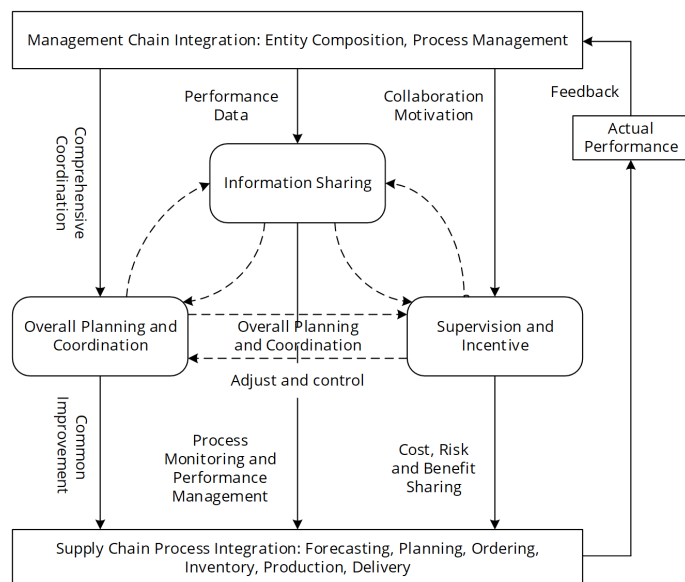 Management Chain Integration: Entity Composition, Process Management
Feedback
Performance
Data
Collaboration
Motivation
Actual
Performance
Comprehensive
Coordination
Information Sharing
Overall Planning and
Coordination
Overall Planning
and Coordination
Supervision and
Incentive
Adjust and control
Common
Improvement
Process
Monitoring and
Performance
Management
Cost, Risk
and Benefit
Sharing
Supply Chain Process Integration: Forecasting, Planning, Ordering,
Inventory, Production, Delivery